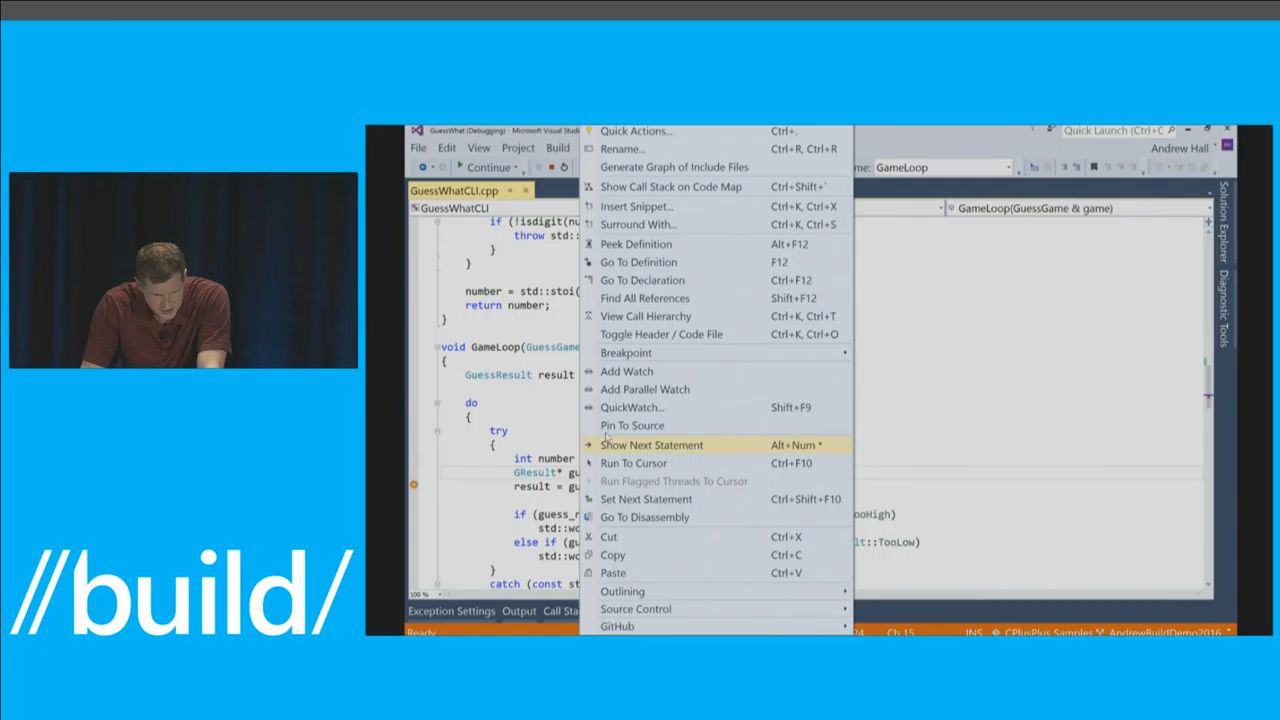 GuessWhat (Debugging) - Microsoft Visual Studi
Quick Launch (Ctrl+C
File Edit View Project Build
Andrew Hall
Continue
GameLoop
GuessWhatCLI.cpp
GuessWhatCLI
GameLoop(GuessGame & game)
if (!isdigit(nu
throw std::
}
}
number = std::stoi(
return number;
}
void GameLoop(GuessGame
{
GuessResult result
do
{
try
{
int number
GResult* gu
result = gu
if (guess_r
std::wc
ooHigh)
else if (gu
std::wc
lt::TooLow)
}
catch (const st
100 %
Exception Settings Output Call Sta
Ready
24
Ch 15
INS
CPlusPlus Samples
AndrewBuildDemo2016
Quick Actions... Ctrl+.
Rename... Ctrl+R, Ctrl+R
Generate Graph of Include Files
Show Call Stack on Code Map Ctrl+Shift+`
Insert Snippet... Ctrl+K, Ctrl+X
Surround With... Ctrl+K, Ctrl+S
Peek Definition Alt+F12
Go To Definition F12
Go To Declaration Ctrl+F12
Find All References Shift+F12
View Call Hierarchy Ctrl+K, Ctrl+T
Toggle Header / Code File Ctrl+K, Ctrl+O
Breakpoint
Add Watch
Add Parallel Watch
QuickWatch... Shift+F9
Pin To Source
Show Next Statement Alt+Num *
Run To Cursor Ctrl+F10
Run Flagged Threads To Cursor
Set Next Statement Ctrl+Shift+F10
Go To Disassembly
Cut Ctrl+X
Copy Ctrl+C
Paste Ctrl+V
Outlining
Source Control
GitHub
Solution Explorer
Diagnostic Tools
//build/